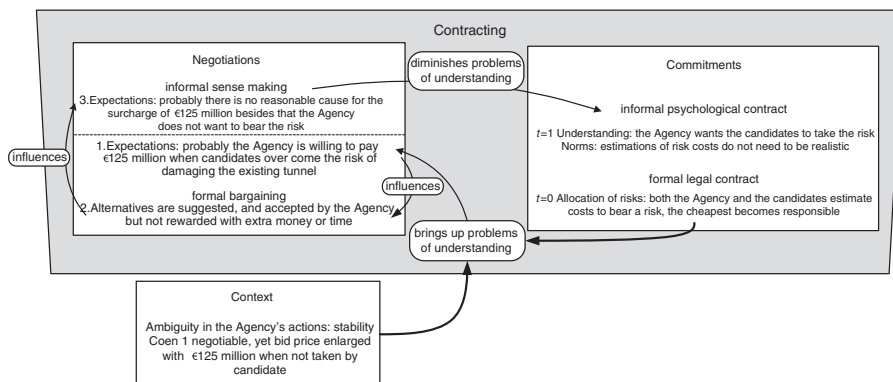 Contracting
Negotiations
informal sense making
3.Expectations: probably there is no reasonable cause for the
surcharge of €125 million besides that the Agency
does not want to bear the risk
1.Expectations: probably the Agency is willing to pay
€125 million when candidates over come the risk of
damaging the existing tunnel
formal bargaining
2.Alternatives are suggested, and accepted by the Agency
but not rewarded with extra money or time
influences
influences
diminishes problems
of understanding
brings up problems
of understanding
Commitments
informal psychological contract
t=1 Understanding: the Agency wants the candidates to take the risk
Norms: estimations of risk costs do not need to be realistic
formal legal contract
t=0 Allocation of risks: both the Agency and the candidates estimate
costs to bear a risk, the cheapest becomes responsible
Context
Ambiguity in the Agency's actions: stability
Coen 1 negotiable, yet bid price enlarged
with €125 million when not taken by
candidate